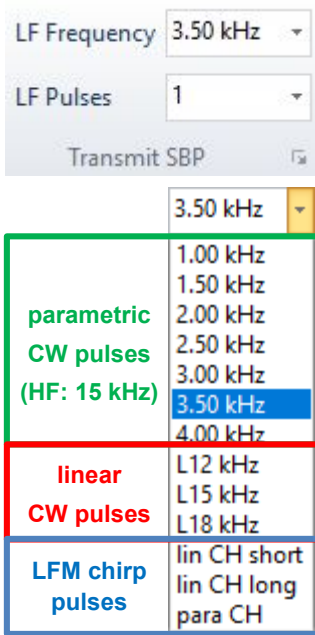 LF Frequency 3.50 kHz
LF Pulses 1
Transmit SBP
3.50 kHz
parametric
CW pulses
(HF: 15 kHz)
1.00 kHz
1.50 kHz
2.00 kHz
2.50 kHz
3.00 kHz
3.50 kHz
4.00 kHz
linear
CW pulses
L12 kHz
L15 kHz
L18 kHz
LFM chirp
pulses
lin CH short
lin CH long
para CH